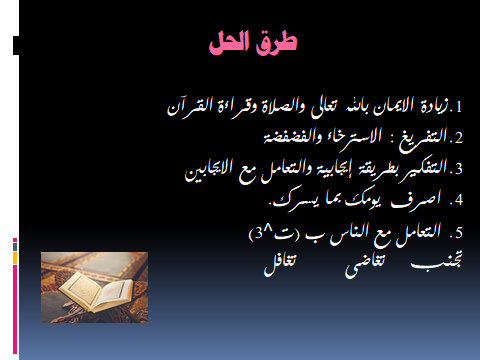 طرق الحل
1. زيادة الايمان بالله تعالى والصلاة وقراءة القرآن
2. التفريغ : الاسترخاء والفضفضة
3. التفكير بطريقة إيجابية والتعامل مع الايجابين
4. اصرف يومك بما يسرك.
5. التعامل مع الناس ب (ت^3)
تجنب تغاضى تغافل